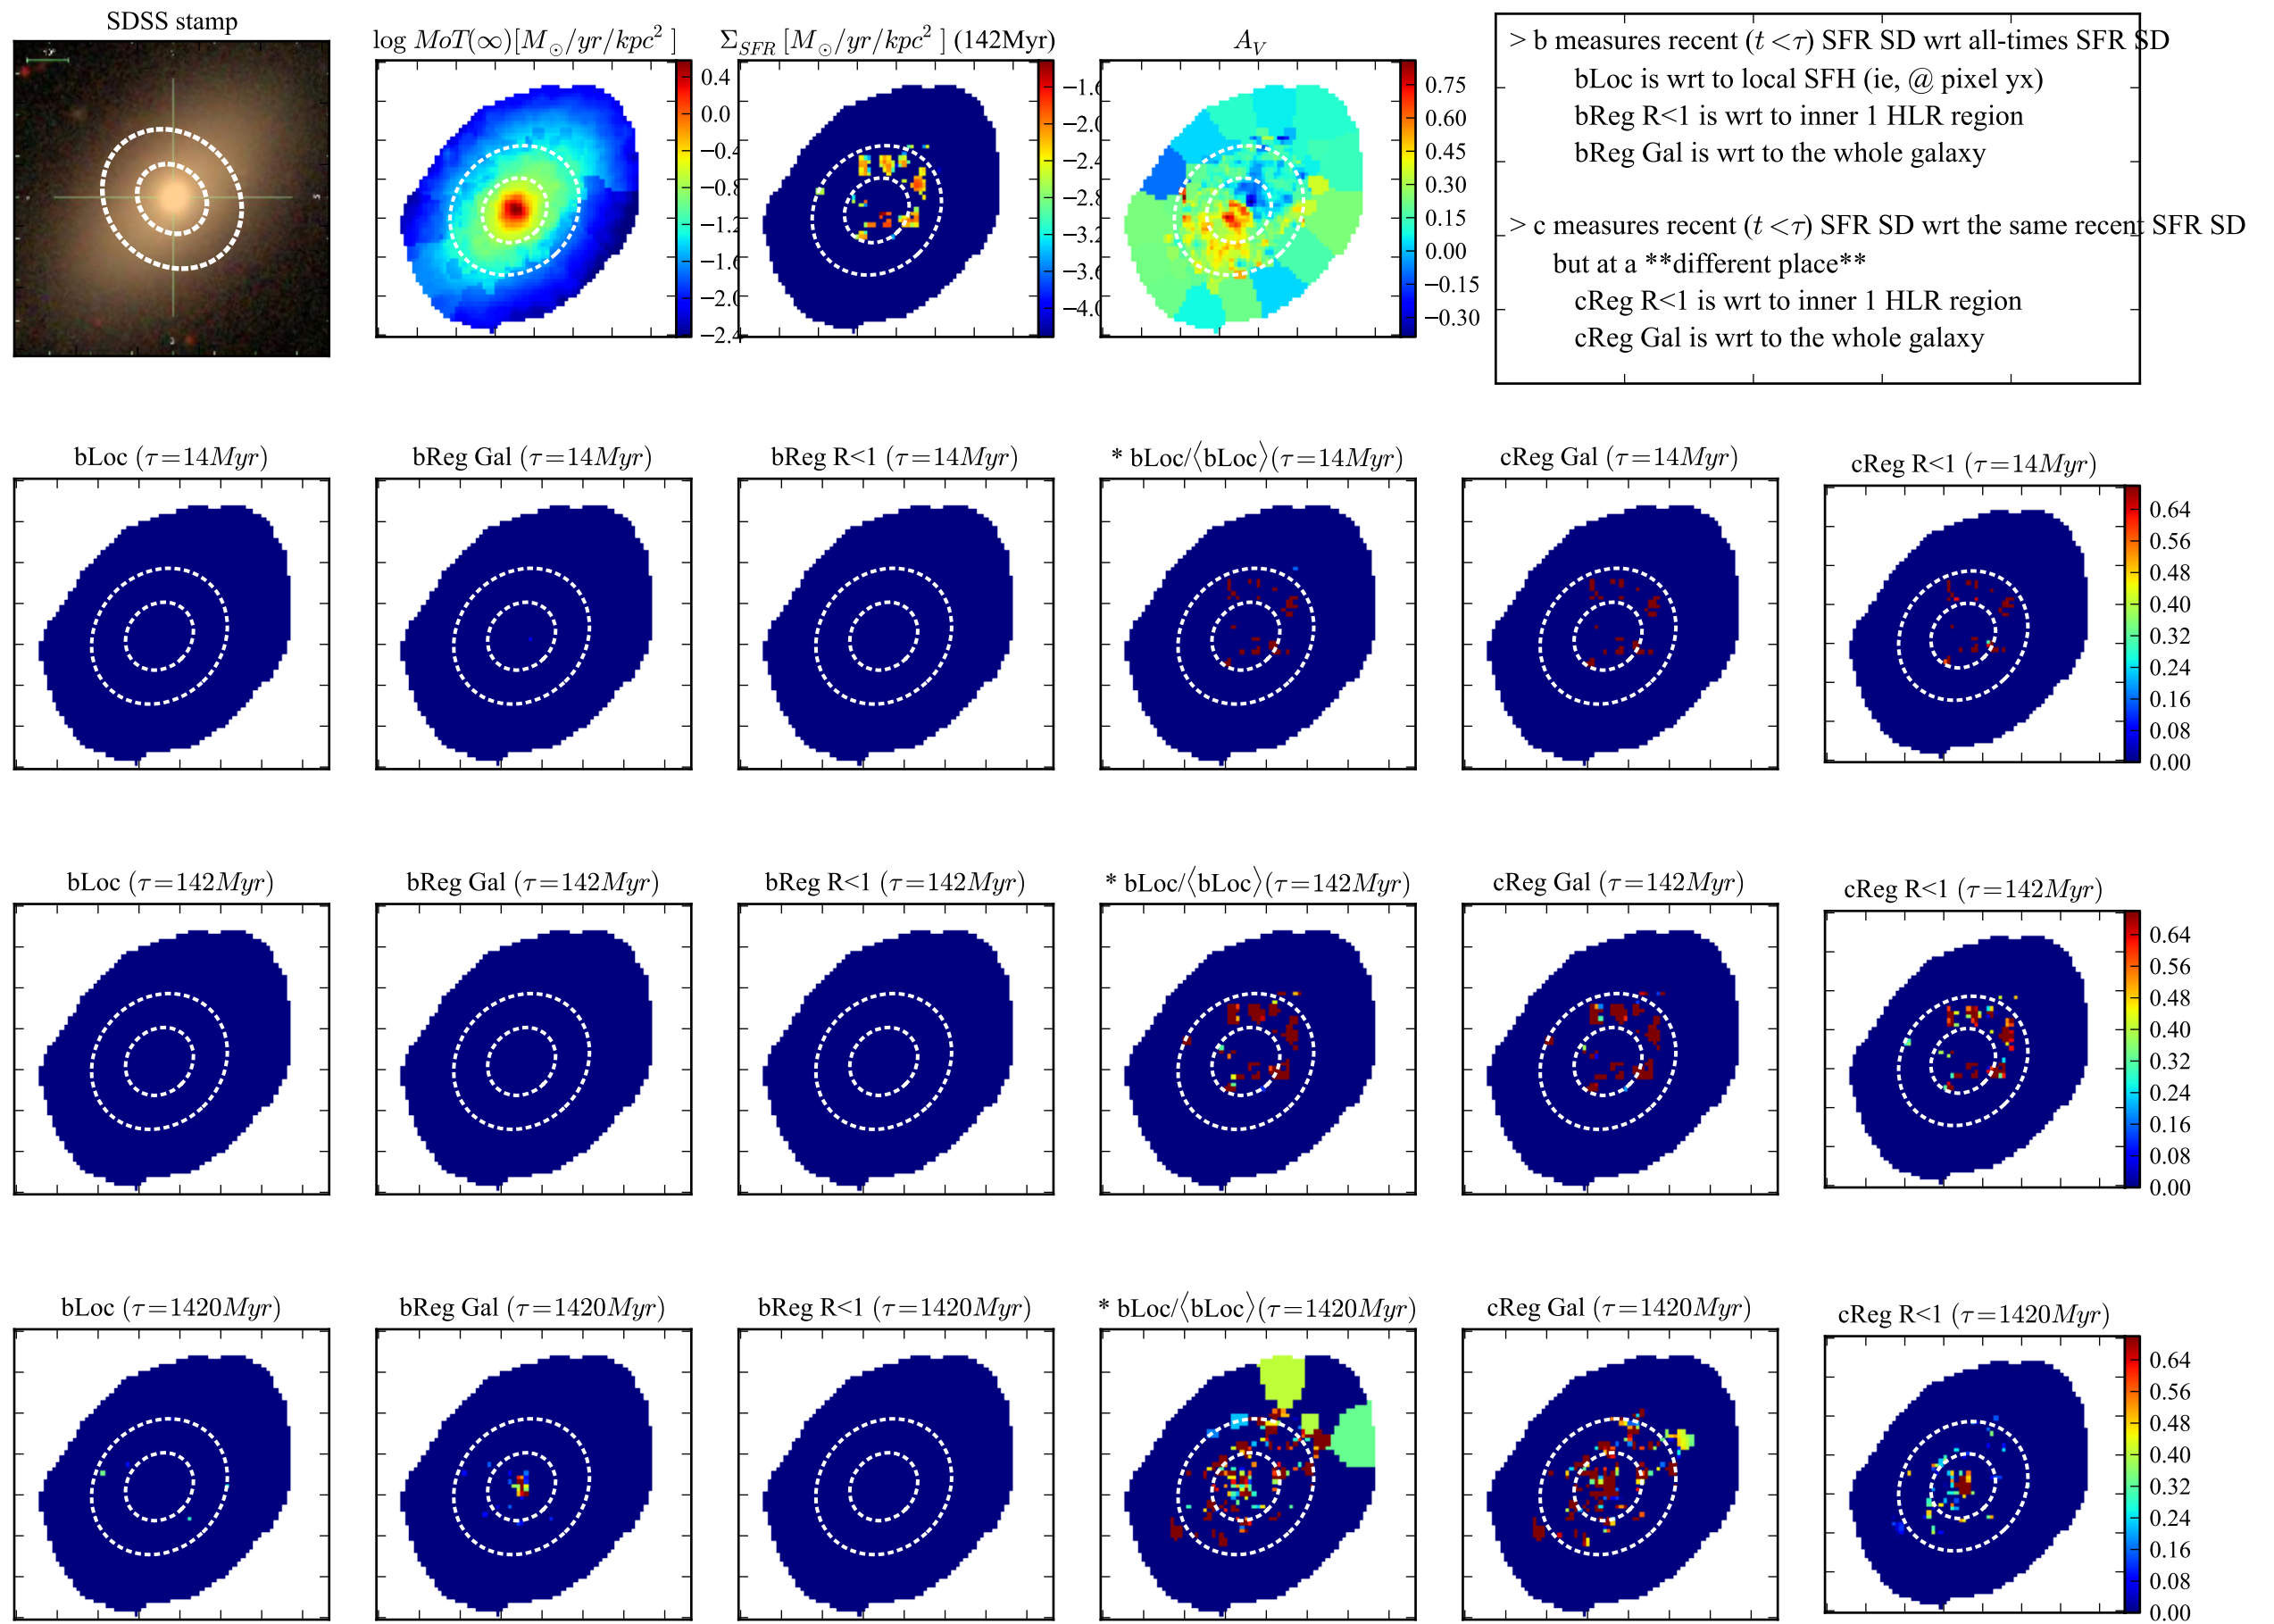 SDSS stamp
log MoT(∞)[M⊙/yr/kpc² ]
Σ_SFR [M⊙/yr/kpc² ] (142Myr)
A_V
0.4
0.0
−0.4
−0.8
−1.2
−1.6
−2.0
−2.4
−1.6
−2.0
−2.4
−2.8
−3.2
−3.6
−4.0
0.75
0.60
0.45
0.30
0.15
0.00
−0.15
−0.30
> b measures recent (t <τ) SFR SD wrt all-times SFR SD
bLoc is wrt to local SFH (ie, @ pixel yx)
bReg R<1 is wrt to inner 1 HLR region
bReg Gal is wrt to the whole galaxy
> c measures recent (t <τ) SFR SD wrt the same recent SFR SD
but at a **different place**
cReg R<1 is wrt to inner 1 HLR region
cReg Gal is wrt to the whole galaxy
bLoc (τ=14Myr)
bReg Gal (τ=14Myr)
bReg R<1 (τ=14Myr)
* bLoc/⟨bLoc⟩(τ=14Myr)
cReg Gal (τ=14Myr)
cReg R<1 (τ=14Myr)
0.64
0.56
0.48
0.40
0.32
0.24
0.16
0.08
0.00
bLoc (τ=142Myr)
bReg Gal (τ=142Myr)
bReg R<1 (τ=142Myr)
* bLoc/⟨bLoc⟩(τ=142Myr)
cReg Gal (τ=142Myr)
cReg R<1 (τ=142Myr)
0.64
0.56
0.48
0.40
0.32
0.24
0.16
0.08
0.00
bLoc (τ=1420Myr)
bReg Gal (τ=1420Myr)
bReg R<1 (τ=1420Myr)
* bLoc/⟨bLoc⟩(τ=1420Myr)
cReg Gal (τ=1420Myr)
cReg R<1 (τ=1420Myr)
0.64
0.56
0.48
0.40
0.32
0.24
0.16
0.08
0.00